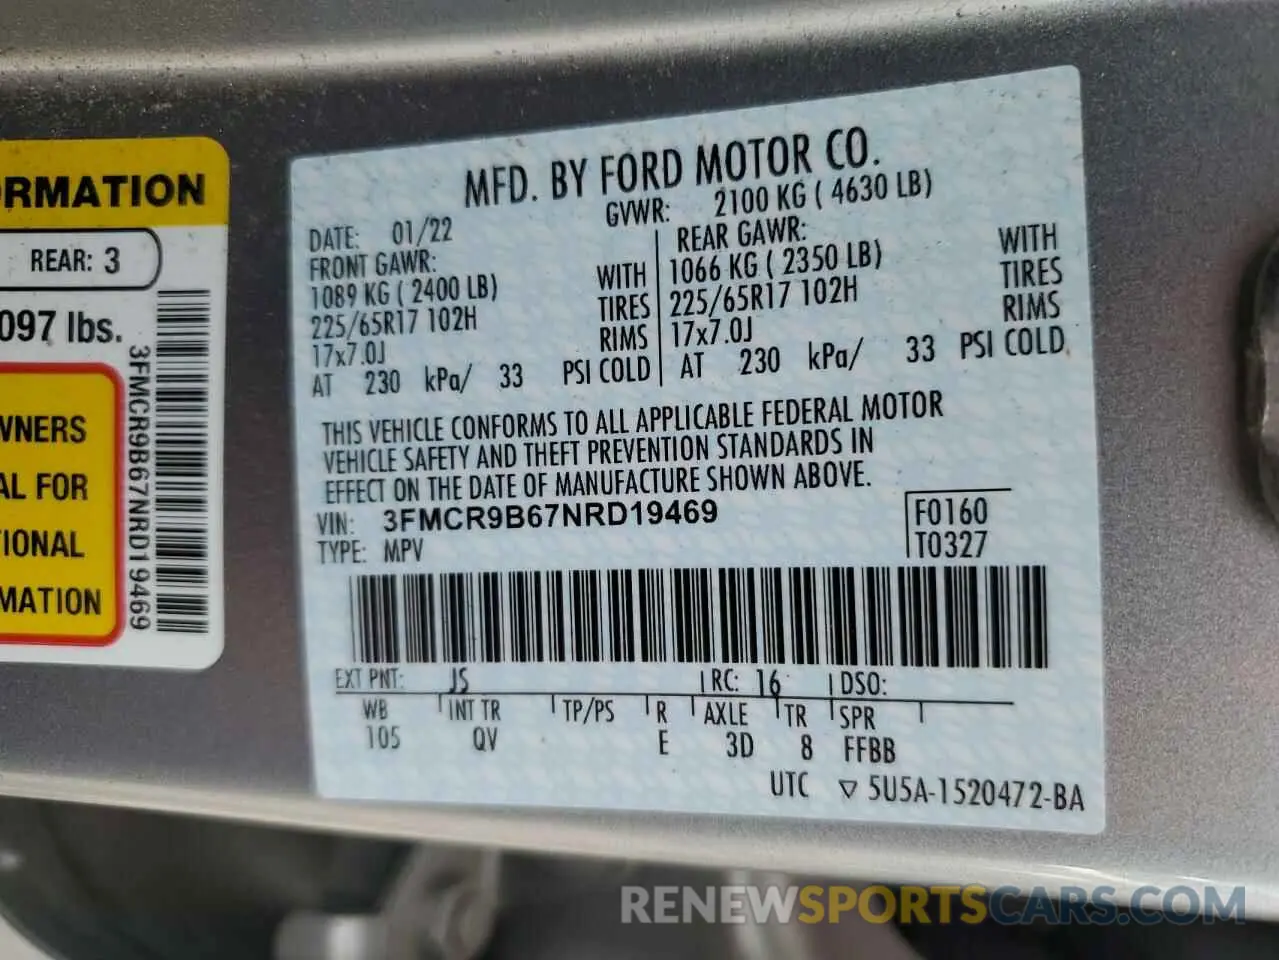 ORMATION
REAR: 3
097 lbs.
3FMCR9B67NRD19469
WNERS
AL FOR
TIONAL
MATION
MFD. BY FORD MOTOR CO.
DATE: 01/22
GVWR: 2100 KG ( 4630 LB)
FRONT GAWR:
1089 KG ( 2400 LB) WITH
225/65R17 102H TIRES
17x7.0J RIMS
AT 230 kPa/ 33 PSI COLD
REAR GAWR:
1066 KG ( 2350 LB) WITH
225/65R17 102H TIRES
17x7.0J RIMS
AT 230 kPa/ 33 PSI COLD
THIS VEHICLE CONFORMS TO ALL APPLICABLE FEDERAL MOTOR
VEHICLE SAFETY AND THEFT PREVENTION STANDARDS IN
EFFECT ON THE DATE OF MANUFACTURE SHOWN ABOVE.
VIN: 3FMCR9B67NRD19469
TYPE: MPV
F0160
T0327
EXT PNT: JS RC: 16 DSO:
WB INT TR TP/PS R AXLE TR SPR
105 QV E 3D 8 FFBB
UTC ▽ 5U5A-1520472-BA
RENEWSPORTSCARS.COM